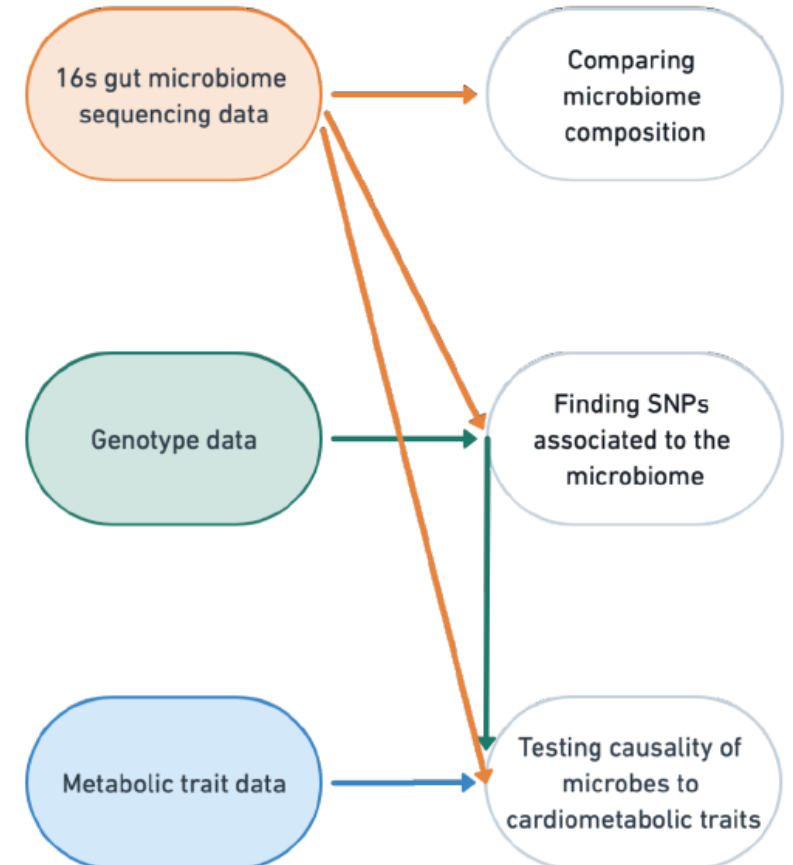 16s gut microbiome
sequencing data
Comparing
microbiome
composition
Genotype data
Finding SNPs
associated to the
microbiome
Metabolic trait data
Testing causality of
microbes to
cardiometabolic traits